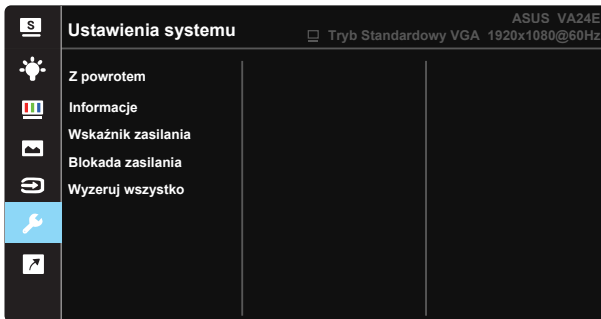 S
Ustawienia systemu
ASUS VA24E
Tryb Standardowy VGA 1920x1080@60Hz
Z powrotem
Informacje
Wskaźnik zasilania
Blokada zasilania
Wyzeruj wszystko